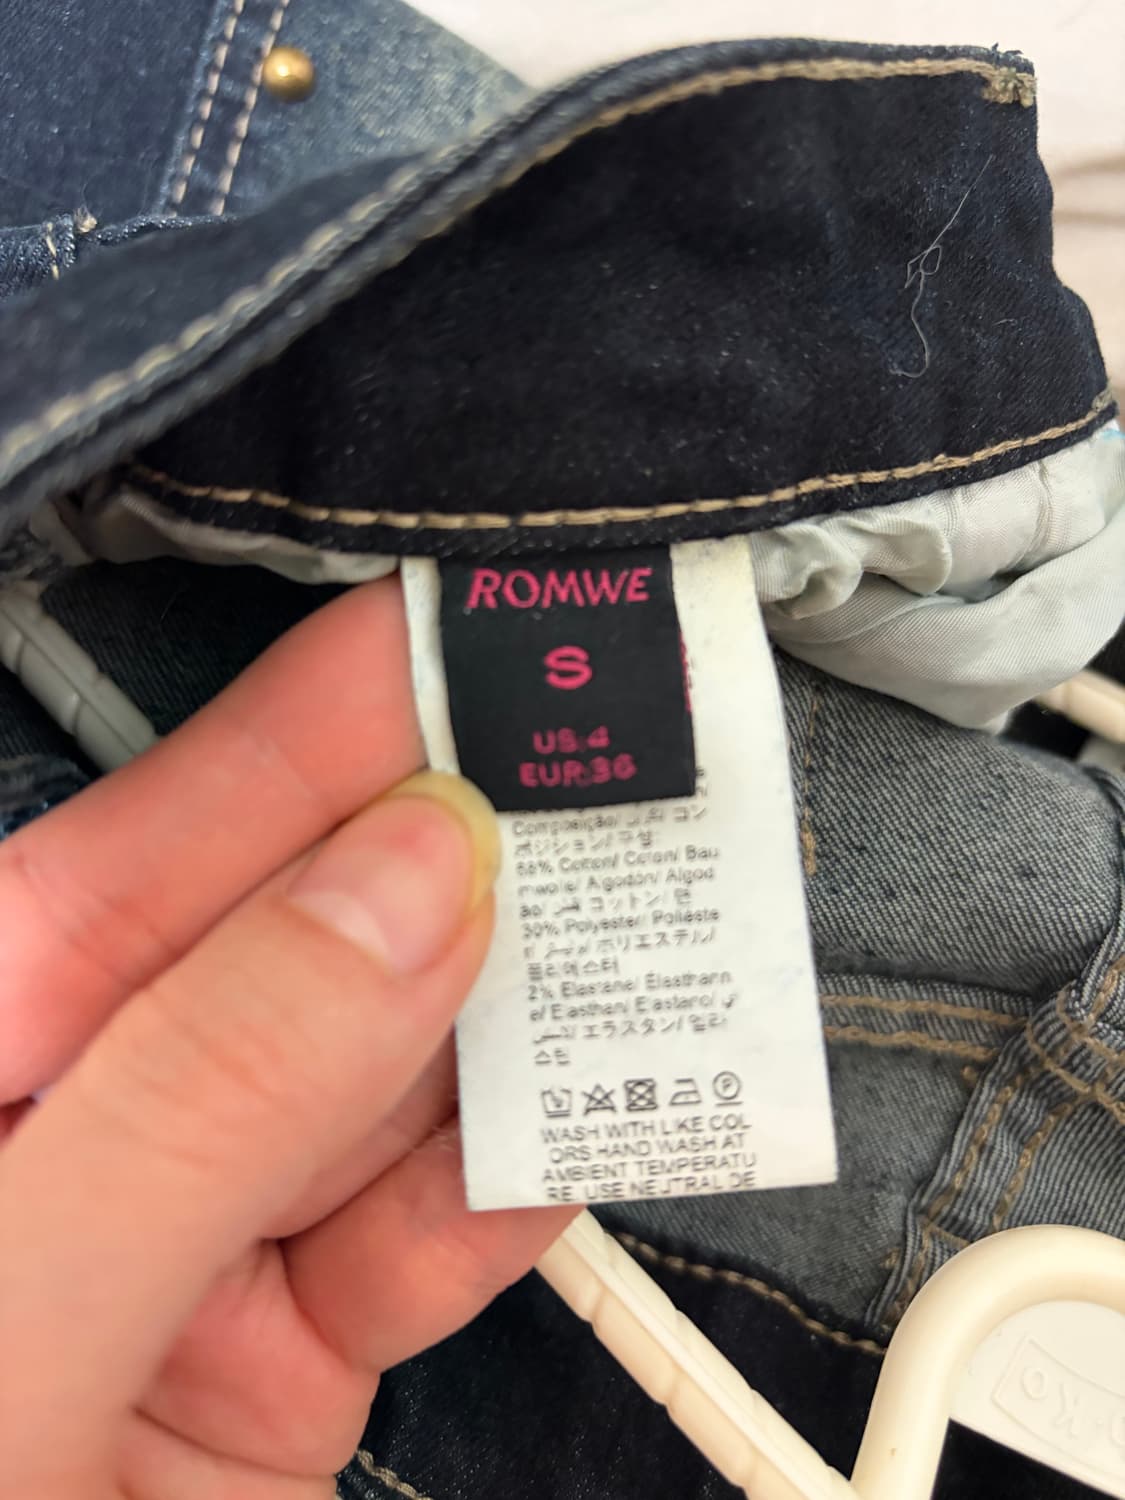 ROMWE
S
US:4
EUR:36
Composição/ コン
ポジション/ 구성:
68% Cotton/ Coton/ Bau
mwolle/ Algodón/ Algod
ão/ قطن/ コットン/ 면
30% Polyester/ Polieste
ポリエステル/
폴리에스터
2% Elastane/ Elasthann
e/ Elasthan/ Elastano/
エラスタン/ 엘라
스틴
P
WASH WITH LIKE COL
ORS HAND WASH AT
AMBIENT TEMPERATU
RE. USE NEUTRAL DE